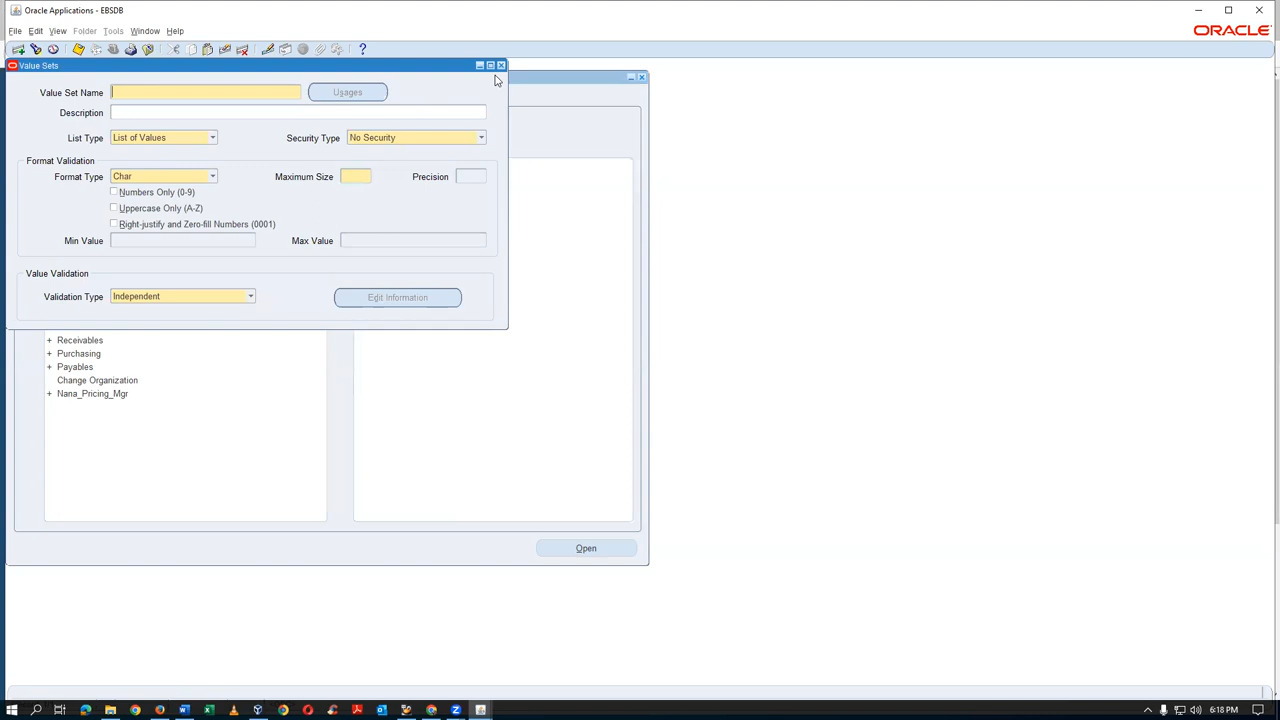 Oracle Applications - EBSDB
File Edit View Folder Tools Window Help
ORACLE
Value Sets
Value Set Name
Usages
Description
List Type List of Values Security Type No Security
Format Validation
Format Type Char Maximum Size Precision
Numbers Only (0-9)
Uppercase Only (A-Z)
Right-justify and Zero-fill Numbers (0001)
Min Value Max Value
Value Validation
Validation Type Independent Edit Information
+ Receivables
+ Purchasing
+ Payables
Change Organization
+ Nana_Pricing_Mgr
Open
6:18 PM